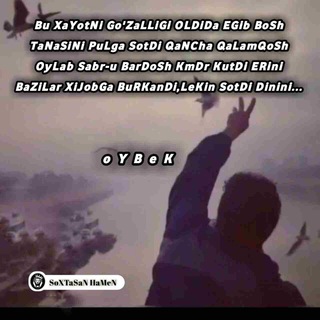 Bu XaYotNi Go'ZaLLiGi OLDiDa EGib BoSh
TaNaSiNi PuLga SotDi QaNCha QaLamQoSh
OyLab Sabr-u BarDoSh KmDr KutDi ERini
BaZiLar XiJobGa BuRKanDi,LeKin SotDi Dinini...
oYBeK
SoXTaSaN HaMeN